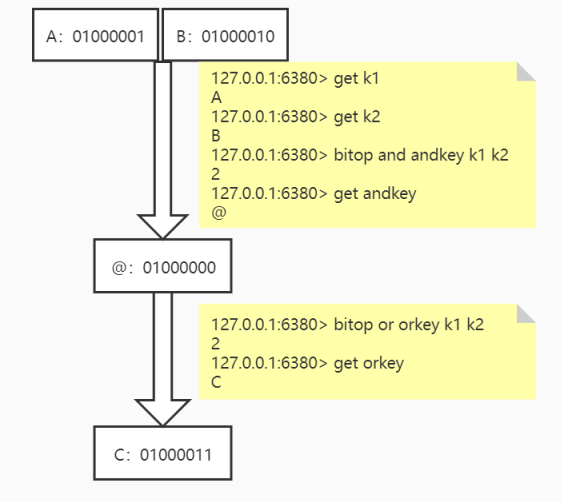 A：01000001
B：01000010
127.0.0.1:6380> get k1
A
127.0.0.1:6380> get k2
B
127.0.0.1:6380> bitop and andkey k1 k2
2
127.0.0.1:6380> get andkey
@
@：01000000
127.0.0.1:6380> bitop or orkey k1 k2
2
127.0.0.1:6380> get orkey
C
C：01000011